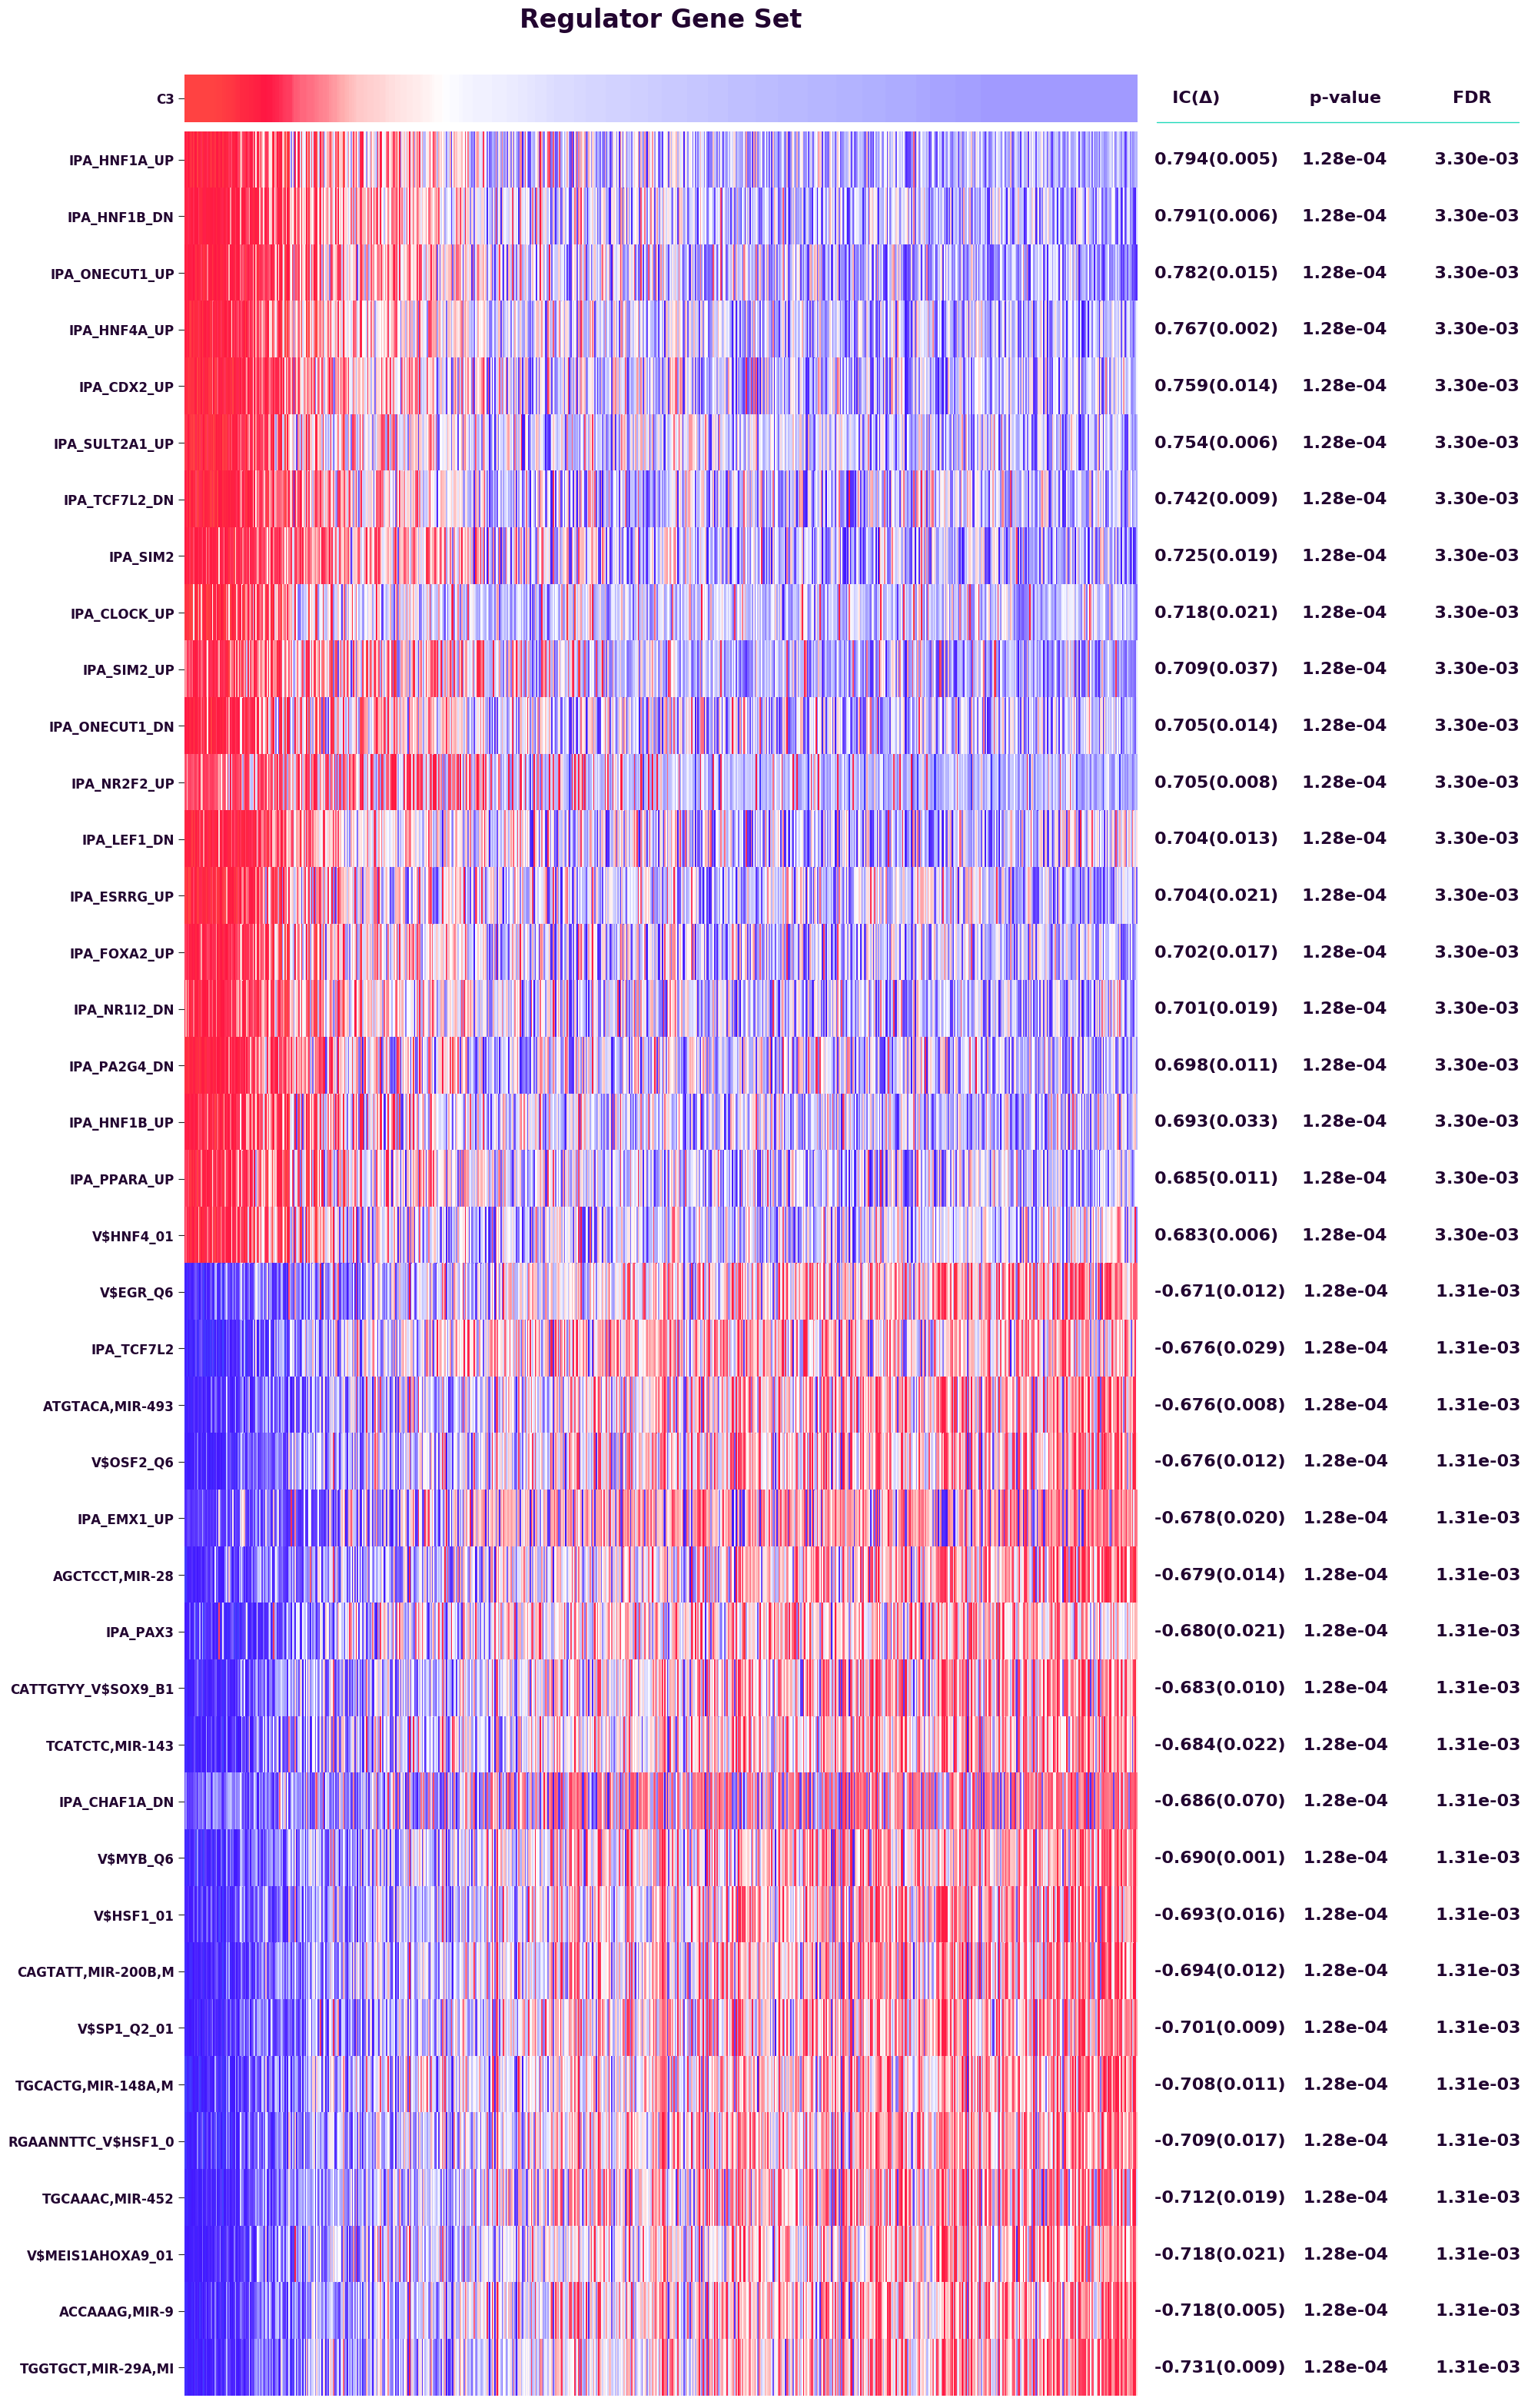 Regulator Gene Set
C3 IC(Δ) p-value FDR
IPA_HNF1A_UP 0.794(0.005) 1.28e-04 3.30e-03
IPA_HNF1B_DN 0.791(0.006) 1.28e-04 3.30e-03
IPA_ONECUT1_UP 0.782(0.015) 1.28e-04 3.30e-03
IPA_HNF4A_UP 0.767(0.002) 1.28e-04 3.30e-03
IPA_CDX2_UP 0.759(0.014) 1.28e-04 3.30e-03
IPA_SULT2A1_UP 0.754(0.006) 1.28e-04 3.30e-03
IPA_TCF7L2_DN 0.742(0.009) 1.28e-04 3.30e-03
IPA_SIM2 0.725(0.019) 1.28e-04 3.30e-03
IPA_CLOCK_UP 0.718(0.021) 1.28e-04 3.30e-03
IPA_SIM2_UP 0.709(0.037) 1.28e-04 3.30e-03
IPA_ONECUT1_DN 0.705(0.014) 1.28e-04 3.30e-03
IPA_NR2F2_UP 0.705(0.008) 1.28e-04 3.30e-03
IPA_LEF1_DN 0.704(0.013) 1.28e-04 3.30e-03
IPA_ESRRG_UP 0.704(0.021) 1.28e-04 3.30e-03
IPA_FOXA2_UP 0.702(0.017) 1.28e-04 3.30e-03
IPA_NR1I2_DN 0.701(0.019) 1.28e-04 3.30e-03
IPA_PA2G4_DN 0.698(0.011) 1.28e-04 3.30e-03
IPA_HNF1B_UP 0.693(0.033) 1.28e-04 3.30e-03
IPA_PPARA_UP 0.685(0.011) 1.28e-04 3.30e-03
V$HNF4_01 0.683(0.006) 1.28e-04 3.30e-03
V$EGR_Q6 -0.671(0.012) 1.28e-04 1.31e-03
IPA_TCF7L2 -0.676(0.029) 1.28e-04 1.31e-03
ATGTACA,MIR-493 -0.676(0.008) 1.28e-04 1.31e-03
V$OSF2_Q6 -0.676(0.012) 1.28e-04 1.31e-03
IPA_EMX1_UP -0.678(0.020) 1.28e-04 1.31e-03
AGCTCCT,MIR-28 -0.679(0.014) 1.28e-04 1.31e-03
IPA_PAX3 -0.680(0.021) 1.28e-04 1.31e-03
CATTGTYY_V$SOX9_B1 -0.683(0.010) 1.28e-04 1.31e-03
TCATCTC,MIR-143 -0.684(0.022) 1.28e-04 1.31e-03
IPA_CHAF1A_DN -0.686(0.070) 1.28e-04 1.31e-03
V$MYB_Q6 -0.690(0.001) 1.28e-04 1.31e-03
V$HSF1_01 -0.693(0.016) 1.28e-04 1.31e-03
CAGTATT,MIR-200B,M -0.694(0.012) 1.28e-04 1.31e-03
V$SP1_Q2_01 -0.701(0.009) 1.28e-04 1.31e-03
TGCACTG,MIR-148A,M -0.708(0.011) 1.28e-04 1.31e-03
RGAANNTTC_V$HSF1_0 -0.709(0.017) 1.28e-04 1.31e-03
TGCAAAC,MIR-452 -0.712(0.019) 1.28e-04 1.31e-03
V$MEIS1AHOXA9_01 -0.718(0.021) 1.28e-04 1.31e-03
ACCAAAG,MIR-9 -0.718(0.005) 1.28e-04 1.31e-03
TGGTGCT,MIR-29A,MI -0.731(0.009) 1.28e-04 1.31e-03